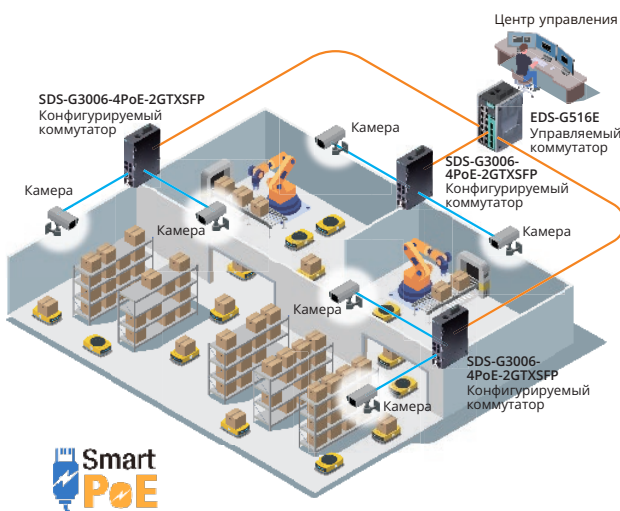 Центр управления
SDS-G3006-4PoE-2GTXSFP
Конфигурируемый
коммутатор
Камера
EDS-G516E
Управляемый
коммутатор
SDS-G3006-
4PoE-2GTXSFP
Конфигурируемый
коммутатор
Камера
Камера
Камера
Камера
SDS-G3006-
4PoE-2GTXSFP
Конфигурируемый
коммутатор
Камера
Smart
PoE